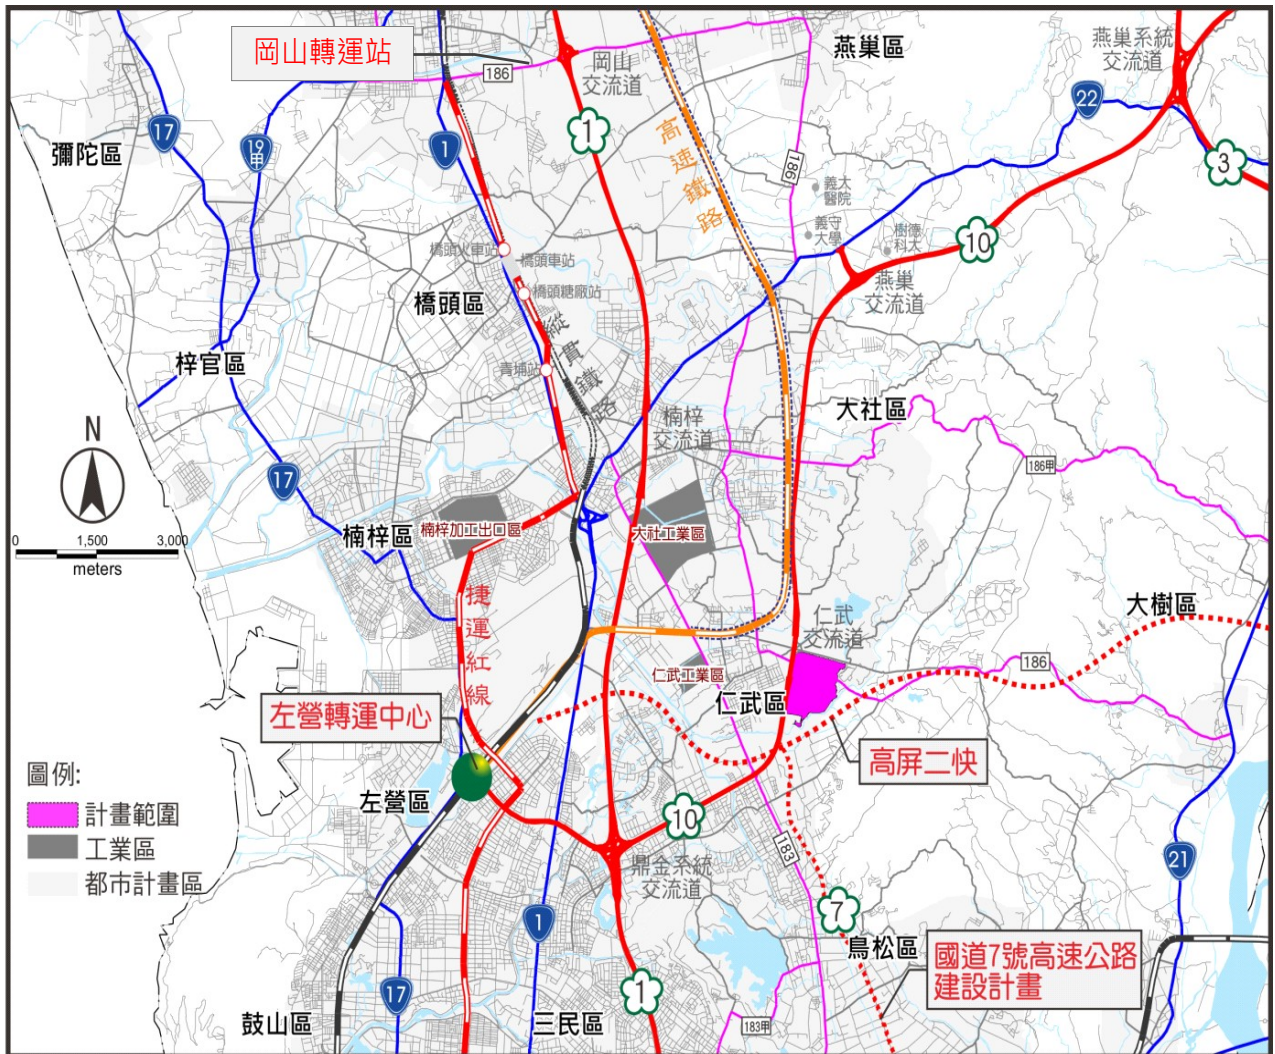 岡山轉運站
燕巢區
燕巢系統
交流道
岡山
交流道
186
22
17
19
甲
1
1
彌陀區
高速鐵路
186
3
義大
醫院
義守
大學
樹德
科大
10
橋頭火車站
橋頭車站
燕巢
交流道
橋頭糖廠站
橋頭區
縱貫鐵路
梓官區
青埔站
大社區
楠梓
交流道
N
186甲
17
楠梓加工出口區
大社工業區
楠梓區
0 1,500 3,000
meters
捷運紅線
大樹區
仁武
交流道
186
仁武工業區
仁武區
左營轉運中心
高屏二快
圖例:
計畫範圍
工業區
都市計畫區
左營區
10
183
鼎金系統
交流道
21
7
1
鳥松區
國道7號高速公路
建設計畫
17
1
鼓山區
三民區
183甲